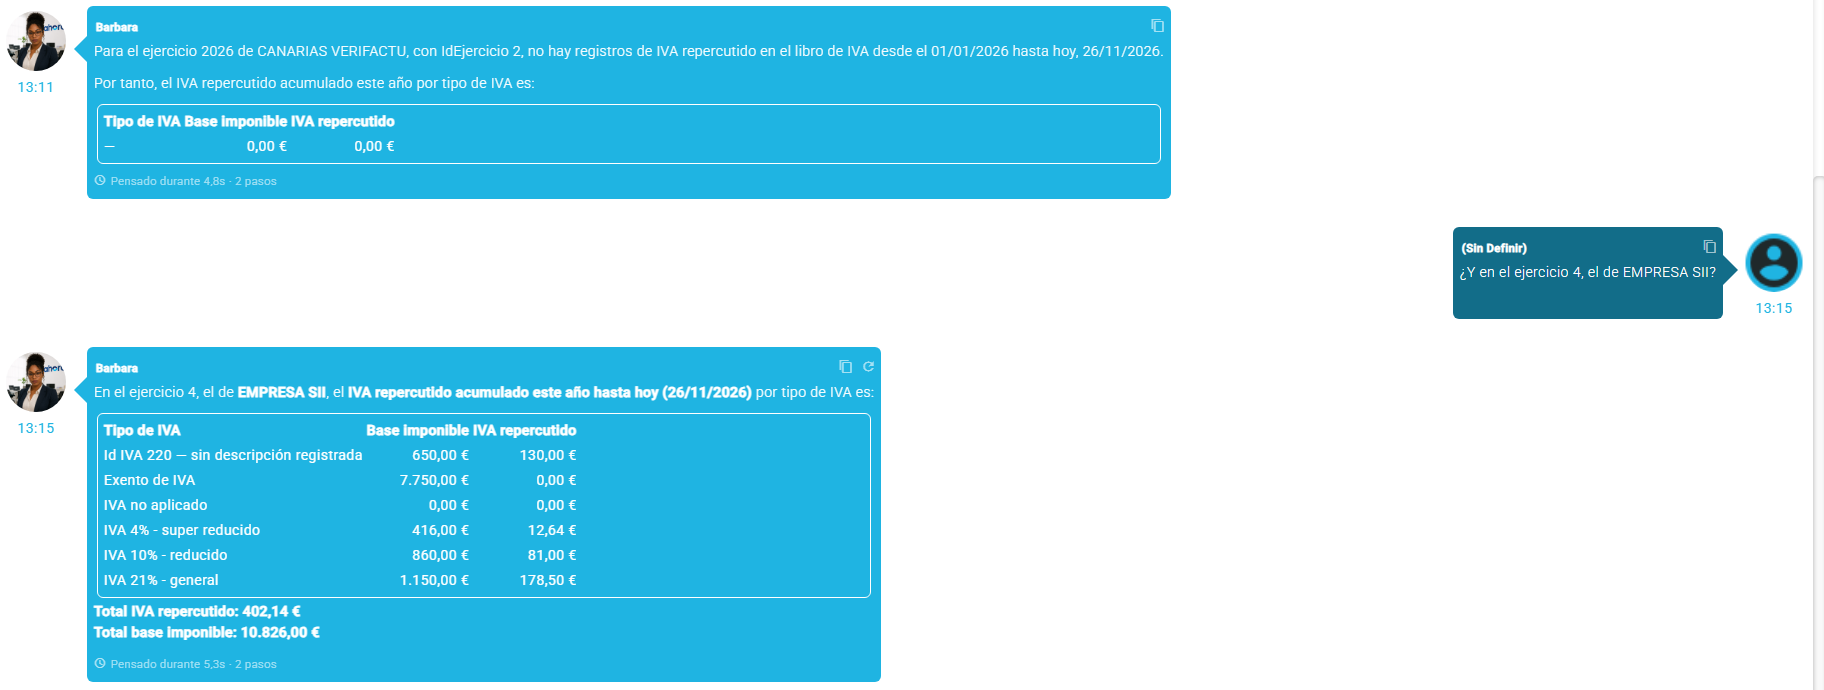 Barbara
Para el ejercicio 2026 de CANARIAS VERIFACTU, con IdEjercicio 2, no hay registros de IVA repercutido en el libro de IVA desde el 01/01/2026 hasta hoy, 26/11/2026.
13:11
Por tanto, el IVA repercutido acumulado este año por tipo de IVA es:
Tipo de IVA Base imponible IVA repercutido
— 0,00 € 0,00 €
Pensado durante 4,8s · 2 pasos
(Sin Definir)
¿Y en el ejercicio 4, el de EMPRESA SII?
13:15
Barbara
En el ejercicio 4, el de EMPRESA SII, el IVA repercutido acumulado este año hasta hoy (26/11/2026) por tipo de IVA es:
13:15
Tipo de IVA Base imponible IVA repercutido
Id IVA 220 — sin descripción registrada 650,00 € 130,00 €
Exento de IVA 7.750,00 € 0,00 €
IVA no aplicado 0,00 € 0,00 €
IVA 4% - super reducido 416,00 € 12,64 €
IVA 10% - reducido 860,00 € 81,00 €
IVA 21% - general 1.150,00 € 178,50 €
Total IVA repercutido: 402,14 €
Total base imponible: 10.826,00 €
Pensado durante 5,3s · 2 pasos